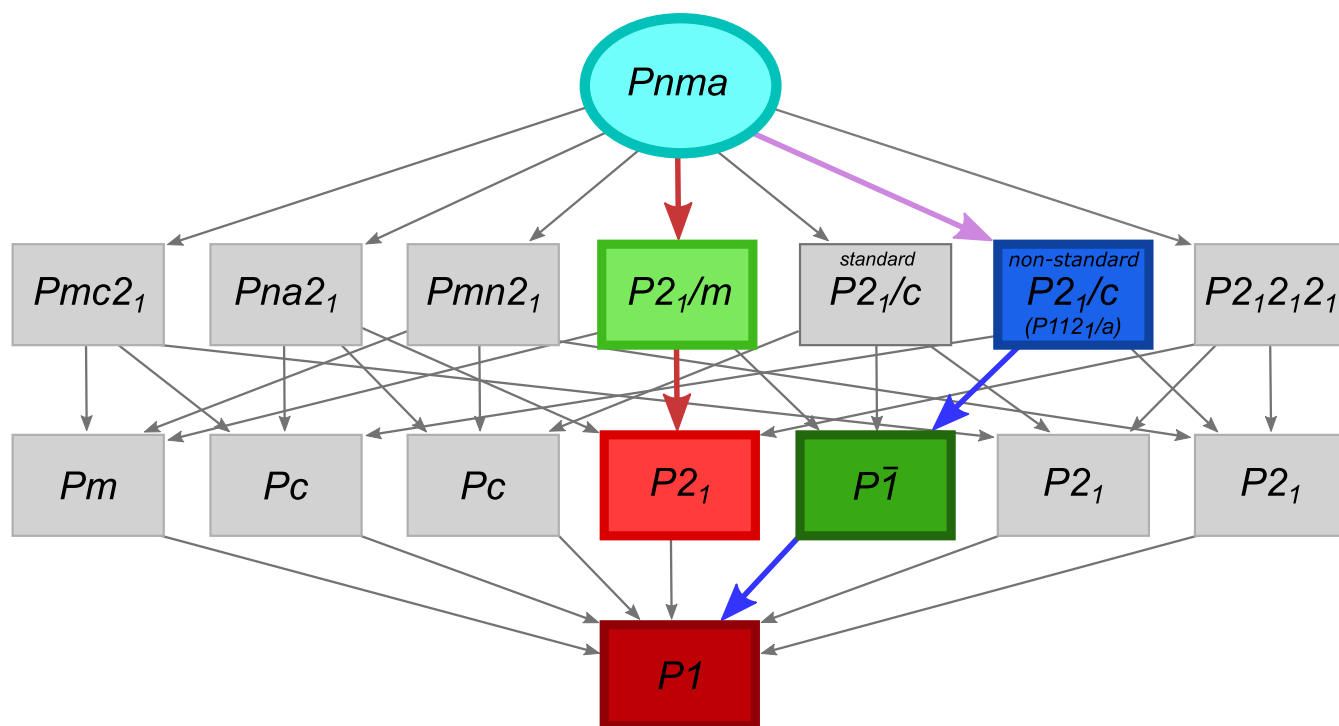 Pnma
Pmc2₁
Pna2₁
Pmn2₁
P2₁/m
standard
P2₁/c
non-standard
P2₁/c
(P112₁/a)
P2₁2₁2₁
Pm
Pc
Pc
P2₁
P1̄
P2₁
P2₁
P1